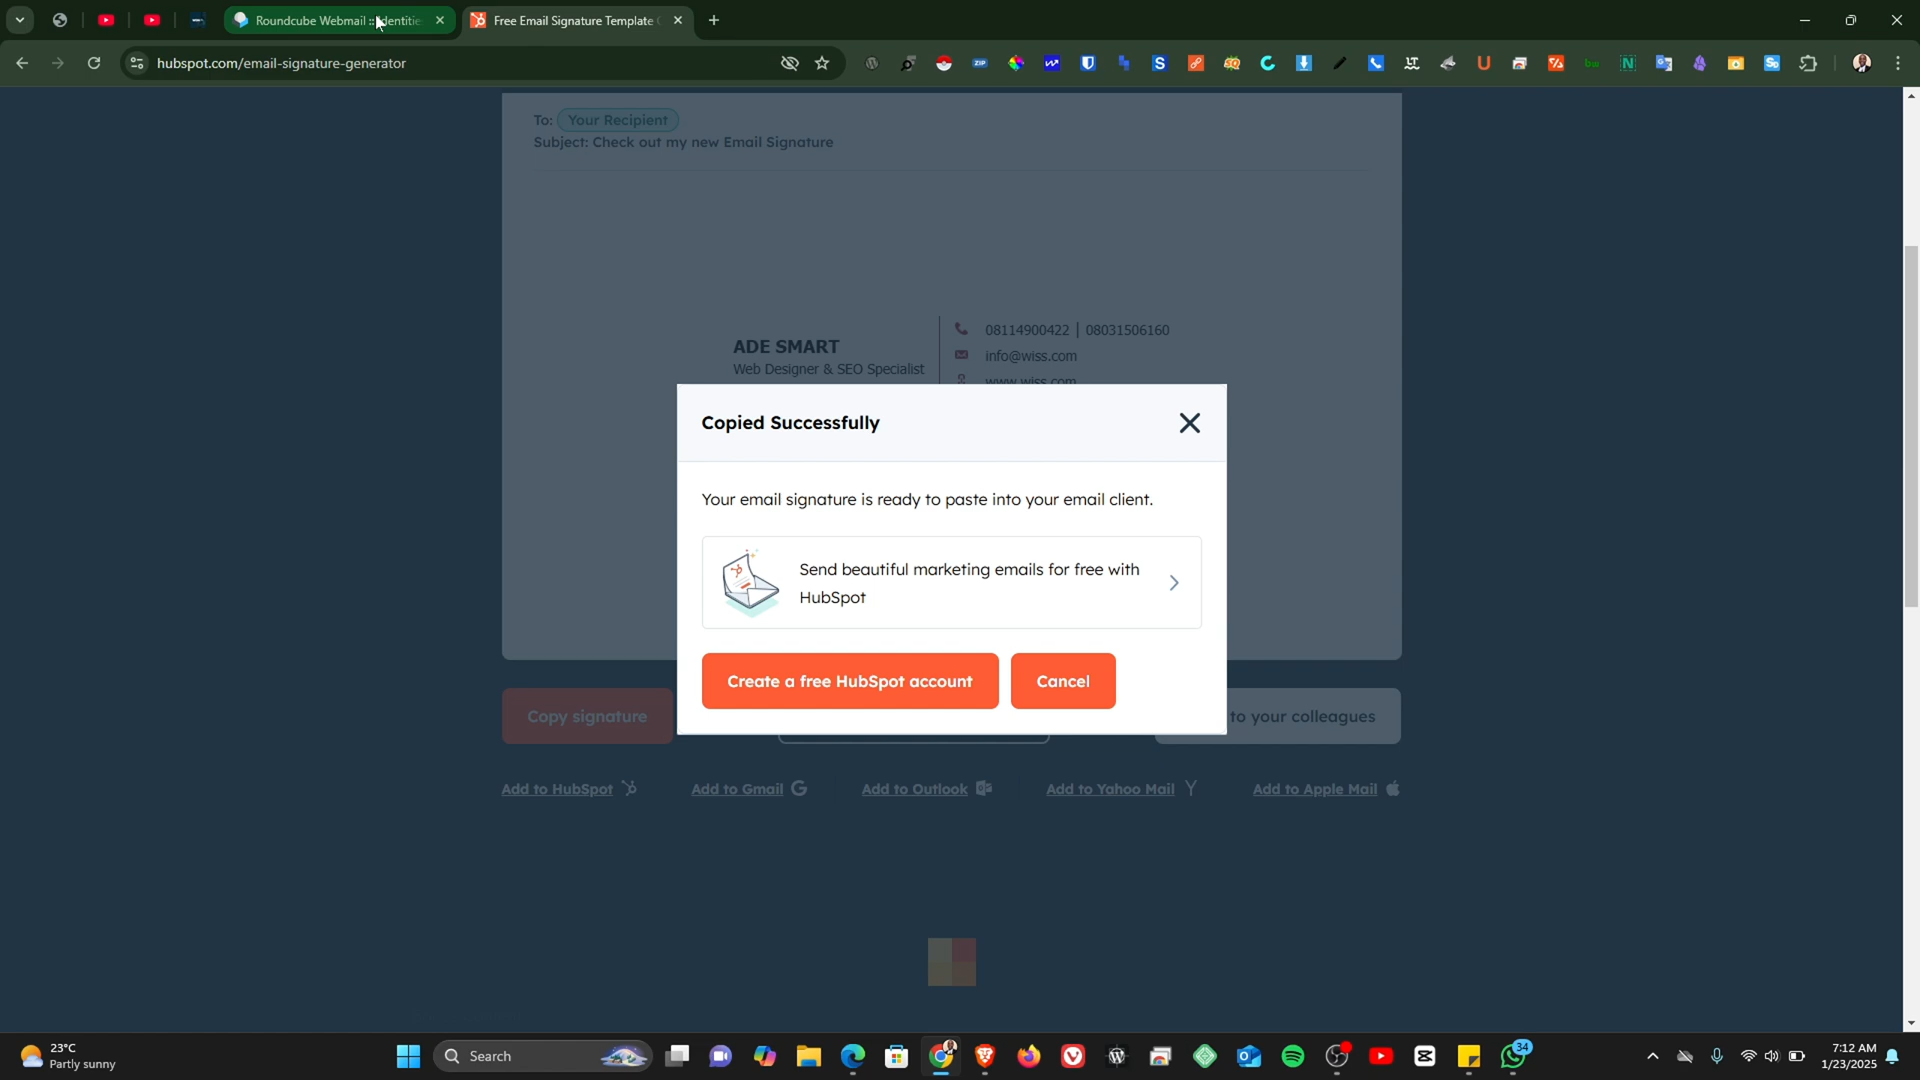 Roundcube Webmail :: Identitie
Free Email Signature Template
hubspot.com/email-signature-generator
To: Your Recipient
Subject: Check out my new Email Signature
ADE SMART
Web Designer & SEO Specialist
08114900422 | 08031506160
info@wiss.com
www.wiss.com
Copied Successfully
Your email signature is ready to paste into your email client.
Send beautiful marketing emails for free with
HubSpot
Create a free HubSpot account
Cancel
Copy signature
to your colleagues
Add to HubSpot
Add to Gmail
Add to Outlook
Add to Yahoo Mail
Add to Apple Mail
23°C
Partly sunny
Search
34
7:12 AM
1/23/2025